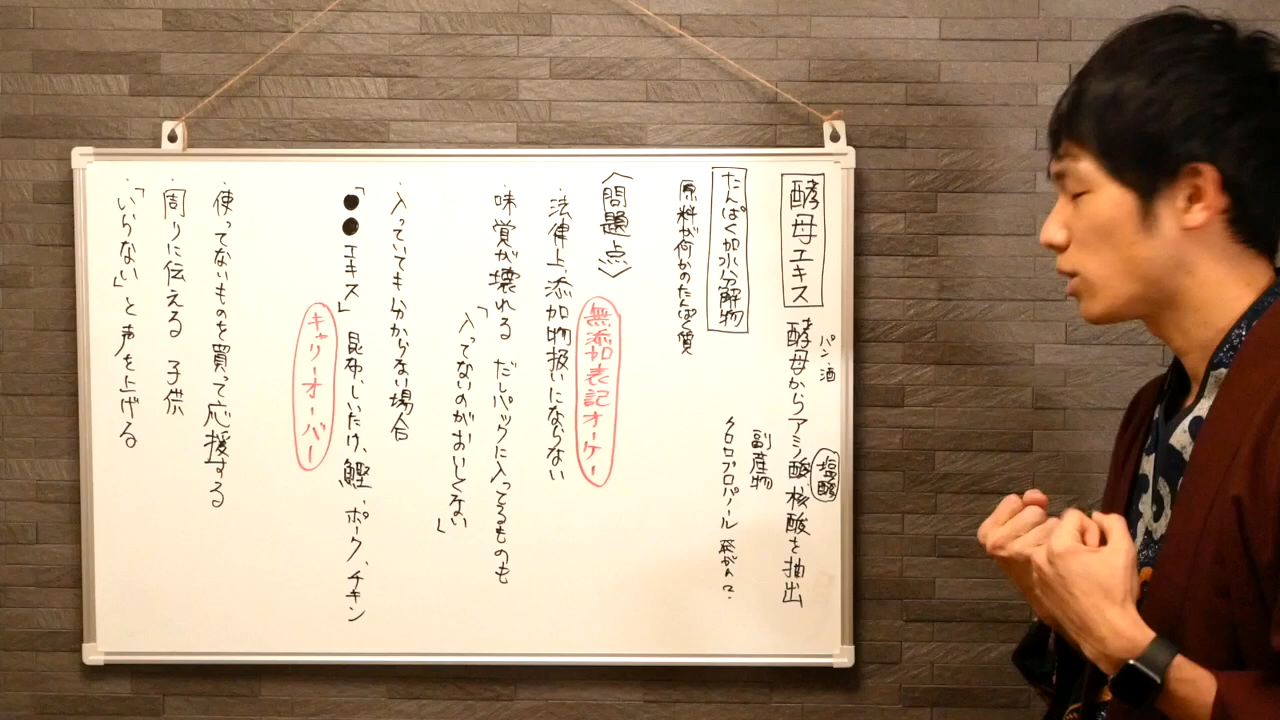 酵母エキス
パン・酒
酵母からアミノ酸、核酸を抽出
塩酸
副産物
クロロプロパノール 発がん?
たんぱく加水分解物
原料が何かのたんぱく質
〈問題点〉
無添加表記オーケー
・法律上、添加物扱いにならない
・味覚が壊れる だしパックに入ってるものも
「入ってないのがおいしくない」
・入っていても分からない場合
「●●エキス」 昆布、しいたけ、鰹、ポーク、チキン
キャリーオーバー
・使ってないものを買って応援する
・周りに伝える 子供
・「いらない」と声を上げる